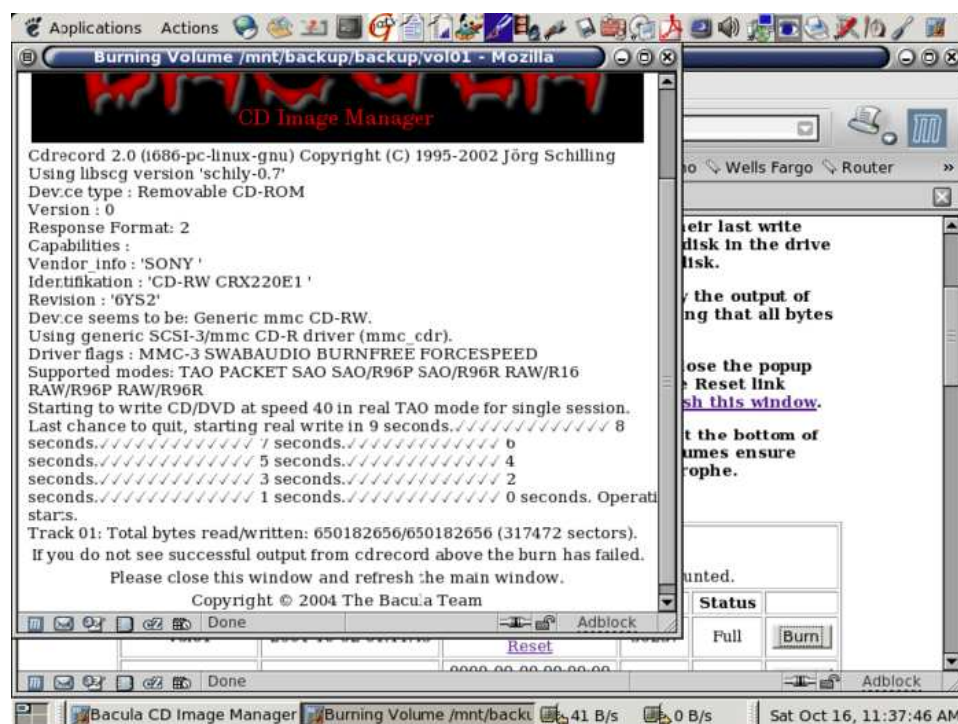 Applications Actions
Burning Volume /mnt/backup/backup/vol01 - Mozilla
CD Image Manager
Cdrecord 2.0 (i686-pc-linux-gnu) Copyright (C) 1995-2002 Jörg Schilling
Using libscg version 'schily-0.7'
Device type : Removable CD-ROM
Version : 0
Response Format: 2
Capabilities :
Vendor_info : 'SONY '
Identifikation : 'CD-RW CRX220E1 '
Revision : '6YS2'
Device seems to be: Generic mmc CD-RW.
Using generic SCSI-3/mmc CD-R driver (mmc_cdr).
Driver flags : MMC-3 SWABAUDIO BURNFREE FORCESPEED
Supported modes: TAO PACKET SAO SAO/R96P SAO/R96R RAW/R16
RAW/R96P RAW/R96R
Starting to write CD/DVD at speed 40 in real TAO mode for single session.
Last chance to quit, starting real write in 9 seconds.✓✓✓✓✓✓✓✓✓✓✓✓✓ 8
seconds.✓✓✓✓✓✓✓✓✓✓✓✓✓ 7 seconds.✓✓✓✓✓✓✓✓✓✓✓✓✓ 6
seconds.✓✓✓✓✓✓✓✓✓✓✓✓✓ 5 seconds.✓✓✓✓✓✓✓✓✓✓✓✓✓ 4
seconds.✓✓✓✓✓✓✓✓✓✓✓✓✓ 3 seconds.✓✓✓✓✓✓✓✓✓✓✓✓✓ 2
seconds.✓✓✓✓✓✓✓✓✓✓✓✓✓ 1 seconds.✓✓✓✓✓✓✓✓✓✓✓✓✓ 0 seconds. Operati
starts.
Track 01: Total bytes read/written: 650182656/650182656 (317472 sectors).
If you do not see successful output from cdrecord above the burn has failed.
Please close this window and refresh the main window.
Copyright © 2004 The Bacula Team
Done Adblock
Wells Fargo Router »
eir last write
disk in the drive
lisk.
the output of
ng that all bytes
lose the popup
Reset link
sh this window.
t the bottom of
umes ensure
rophe.
unted.
Status
Reset Full Burn
Done Adblock
Bacula CD Image Manager Burning Volume /mnt/backu 41 B/s 0 B/s Sat Oct 16, 11:37:46 AM